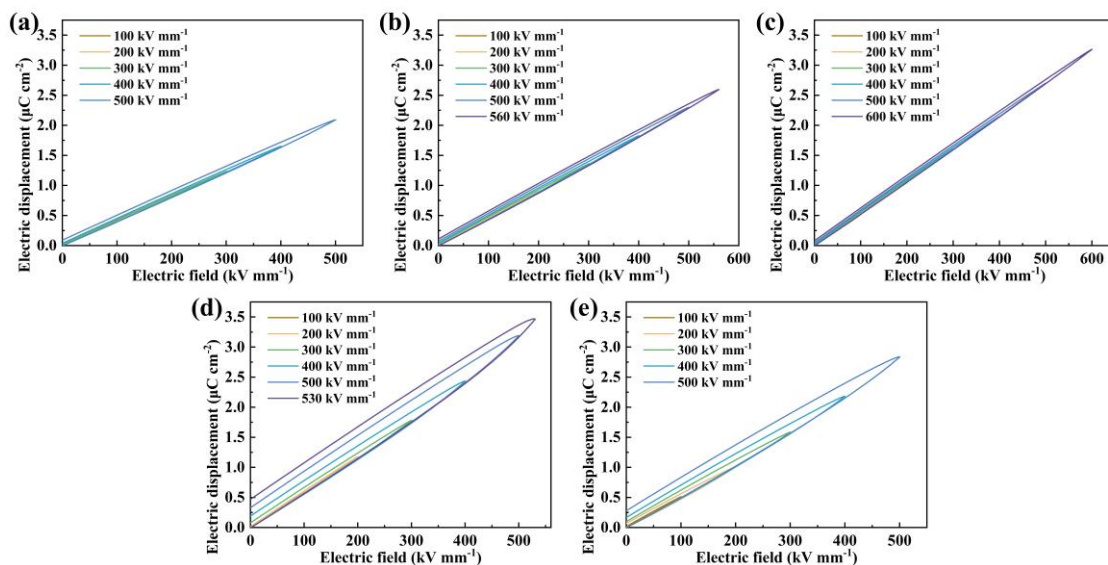 (a)
100 kV mm⁻¹
200 kV mm⁻¹
300 kV mm⁻¹
400 kV mm⁻¹
500 kV mm⁻¹
Electric displacement (μC cm⁻²)
3.5
3.0
2.5
2.0
1.5
1.0
0.5
0.0
0 100 200 300 400 500 600
Electric field (kV mm⁻¹)
(b)
100 kV mm⁻¹
200 kV mm⁻¹
300 kV mm⁻¹
400 kV mm⁻¹
500 kV mm⁻¹
560 kV mm⁻¹
Electric displacement (μC cm⁻²)
3.5
3.0
2.5
2.0
1.5
1.0
0.5
0.0
0 100 200 300 400 500 600
Electric field (kV mm⁻¹)
(c)
100 kV mm⁻¹
200 kV mm⁻¹
300 kV mm⁻¹
400 kV mm⁻¹
500 kV mm⁻¹
600 kV mm⁻¹
Electric displacement (μC cm⁻²)
3.5
3.0
2.5
2.0
1.5
1.0
0.5
0.0
0 100 200 300 400 500 600
Electric field (kV mm⁻¹)
(d)
100 kV mm⁻¹
200 kV mm⁻¹
300 kV mm⁻¹
400 kV mm⁻¹
500 kV mm⁻¹
530 kV mm⁻¹
Electric displacement (μC cm⁻²)
3.5
3.0
2.5
2.0
1.5
1.0
0.5
0.0
0 100 200 300 400 500
Electric field (kV mm⁻¹)
(e)
100 kV mm⁻¹
200 kV mm⁻¹
300 kV mm⁻¹
400 kV mm⁻¹
500 kV mm⁻¹
Electric displacement (μC cm⁻²)
3.5
3.0
2.5
2.0
1.5
1.0
0.5
0.0
0 100 200 300 400 500
Electric field (kV mm⁻¹)